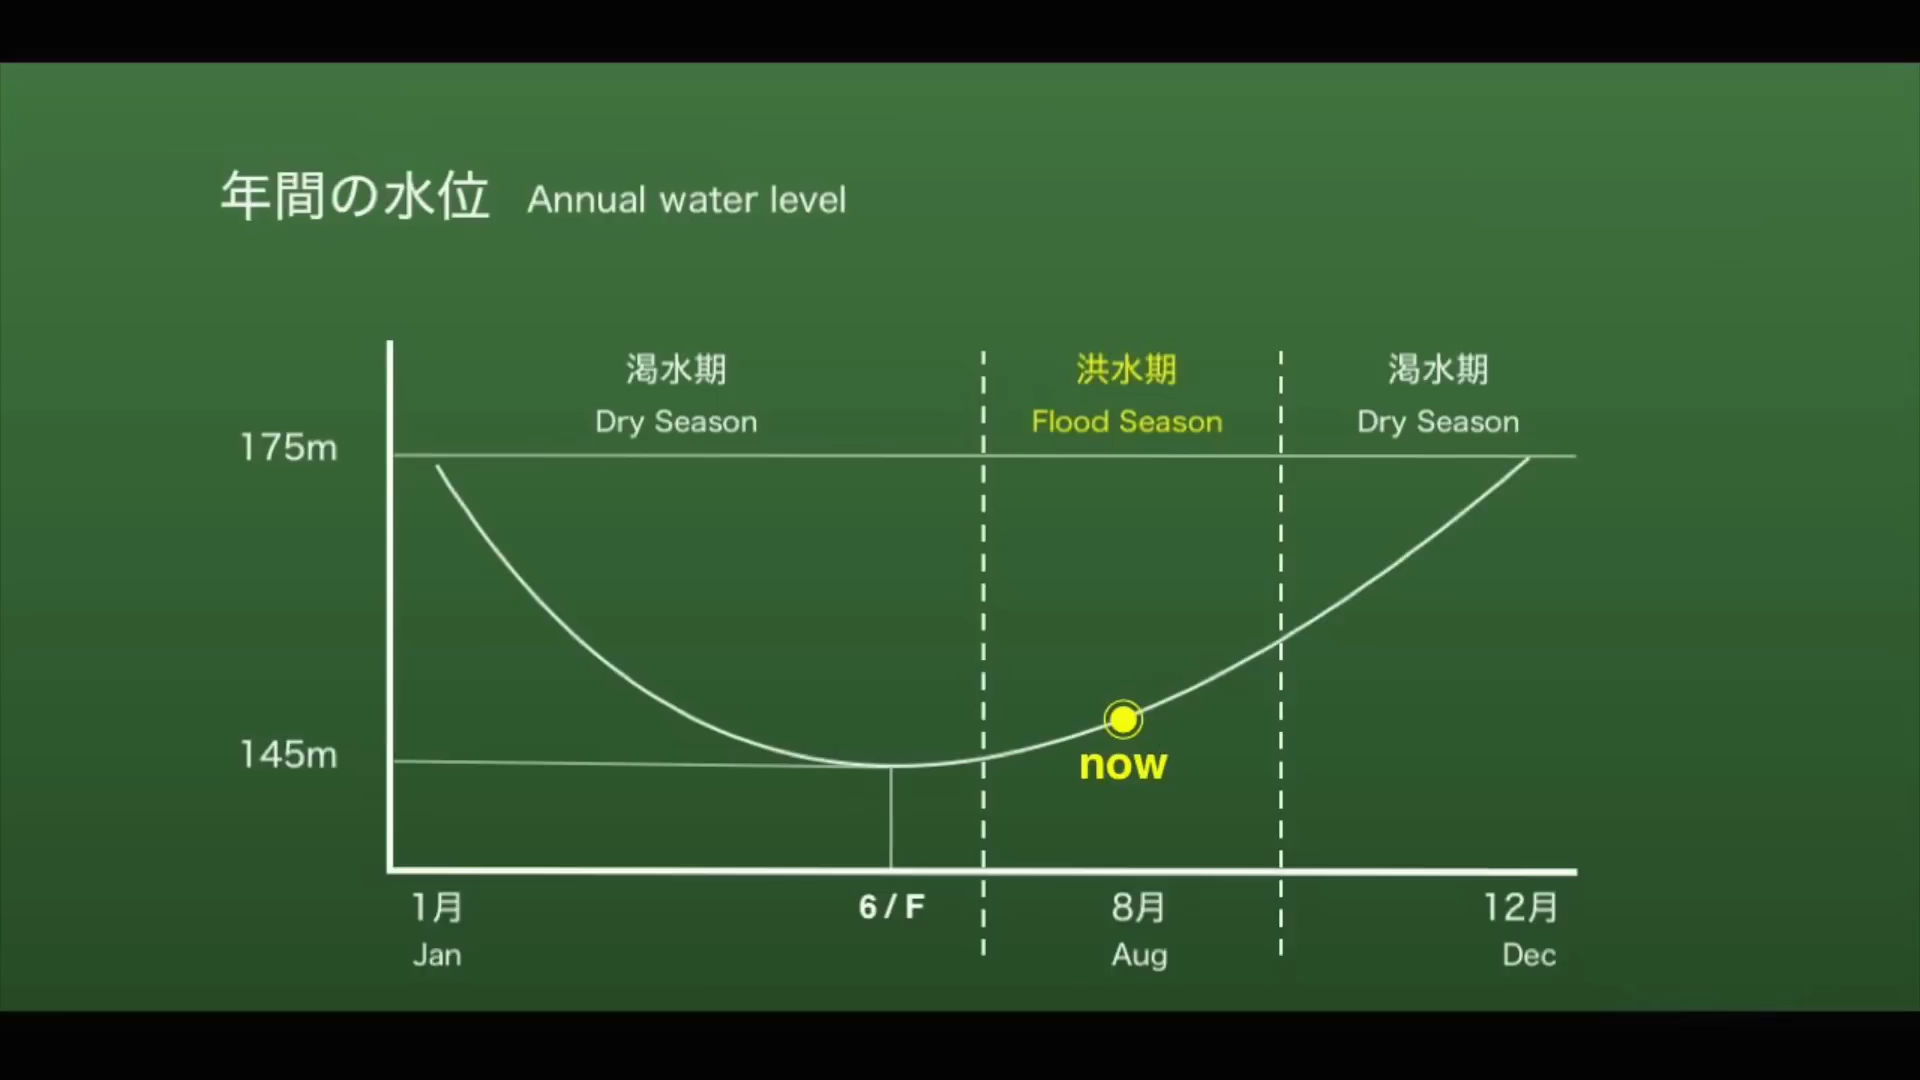 年間の水位 Annual water level
渇水期 洪水期 渇水期
Dry Season Flood Season Dry Season
175m
145m
now
1月 6/F 8月 12月
Jan Aug Dec